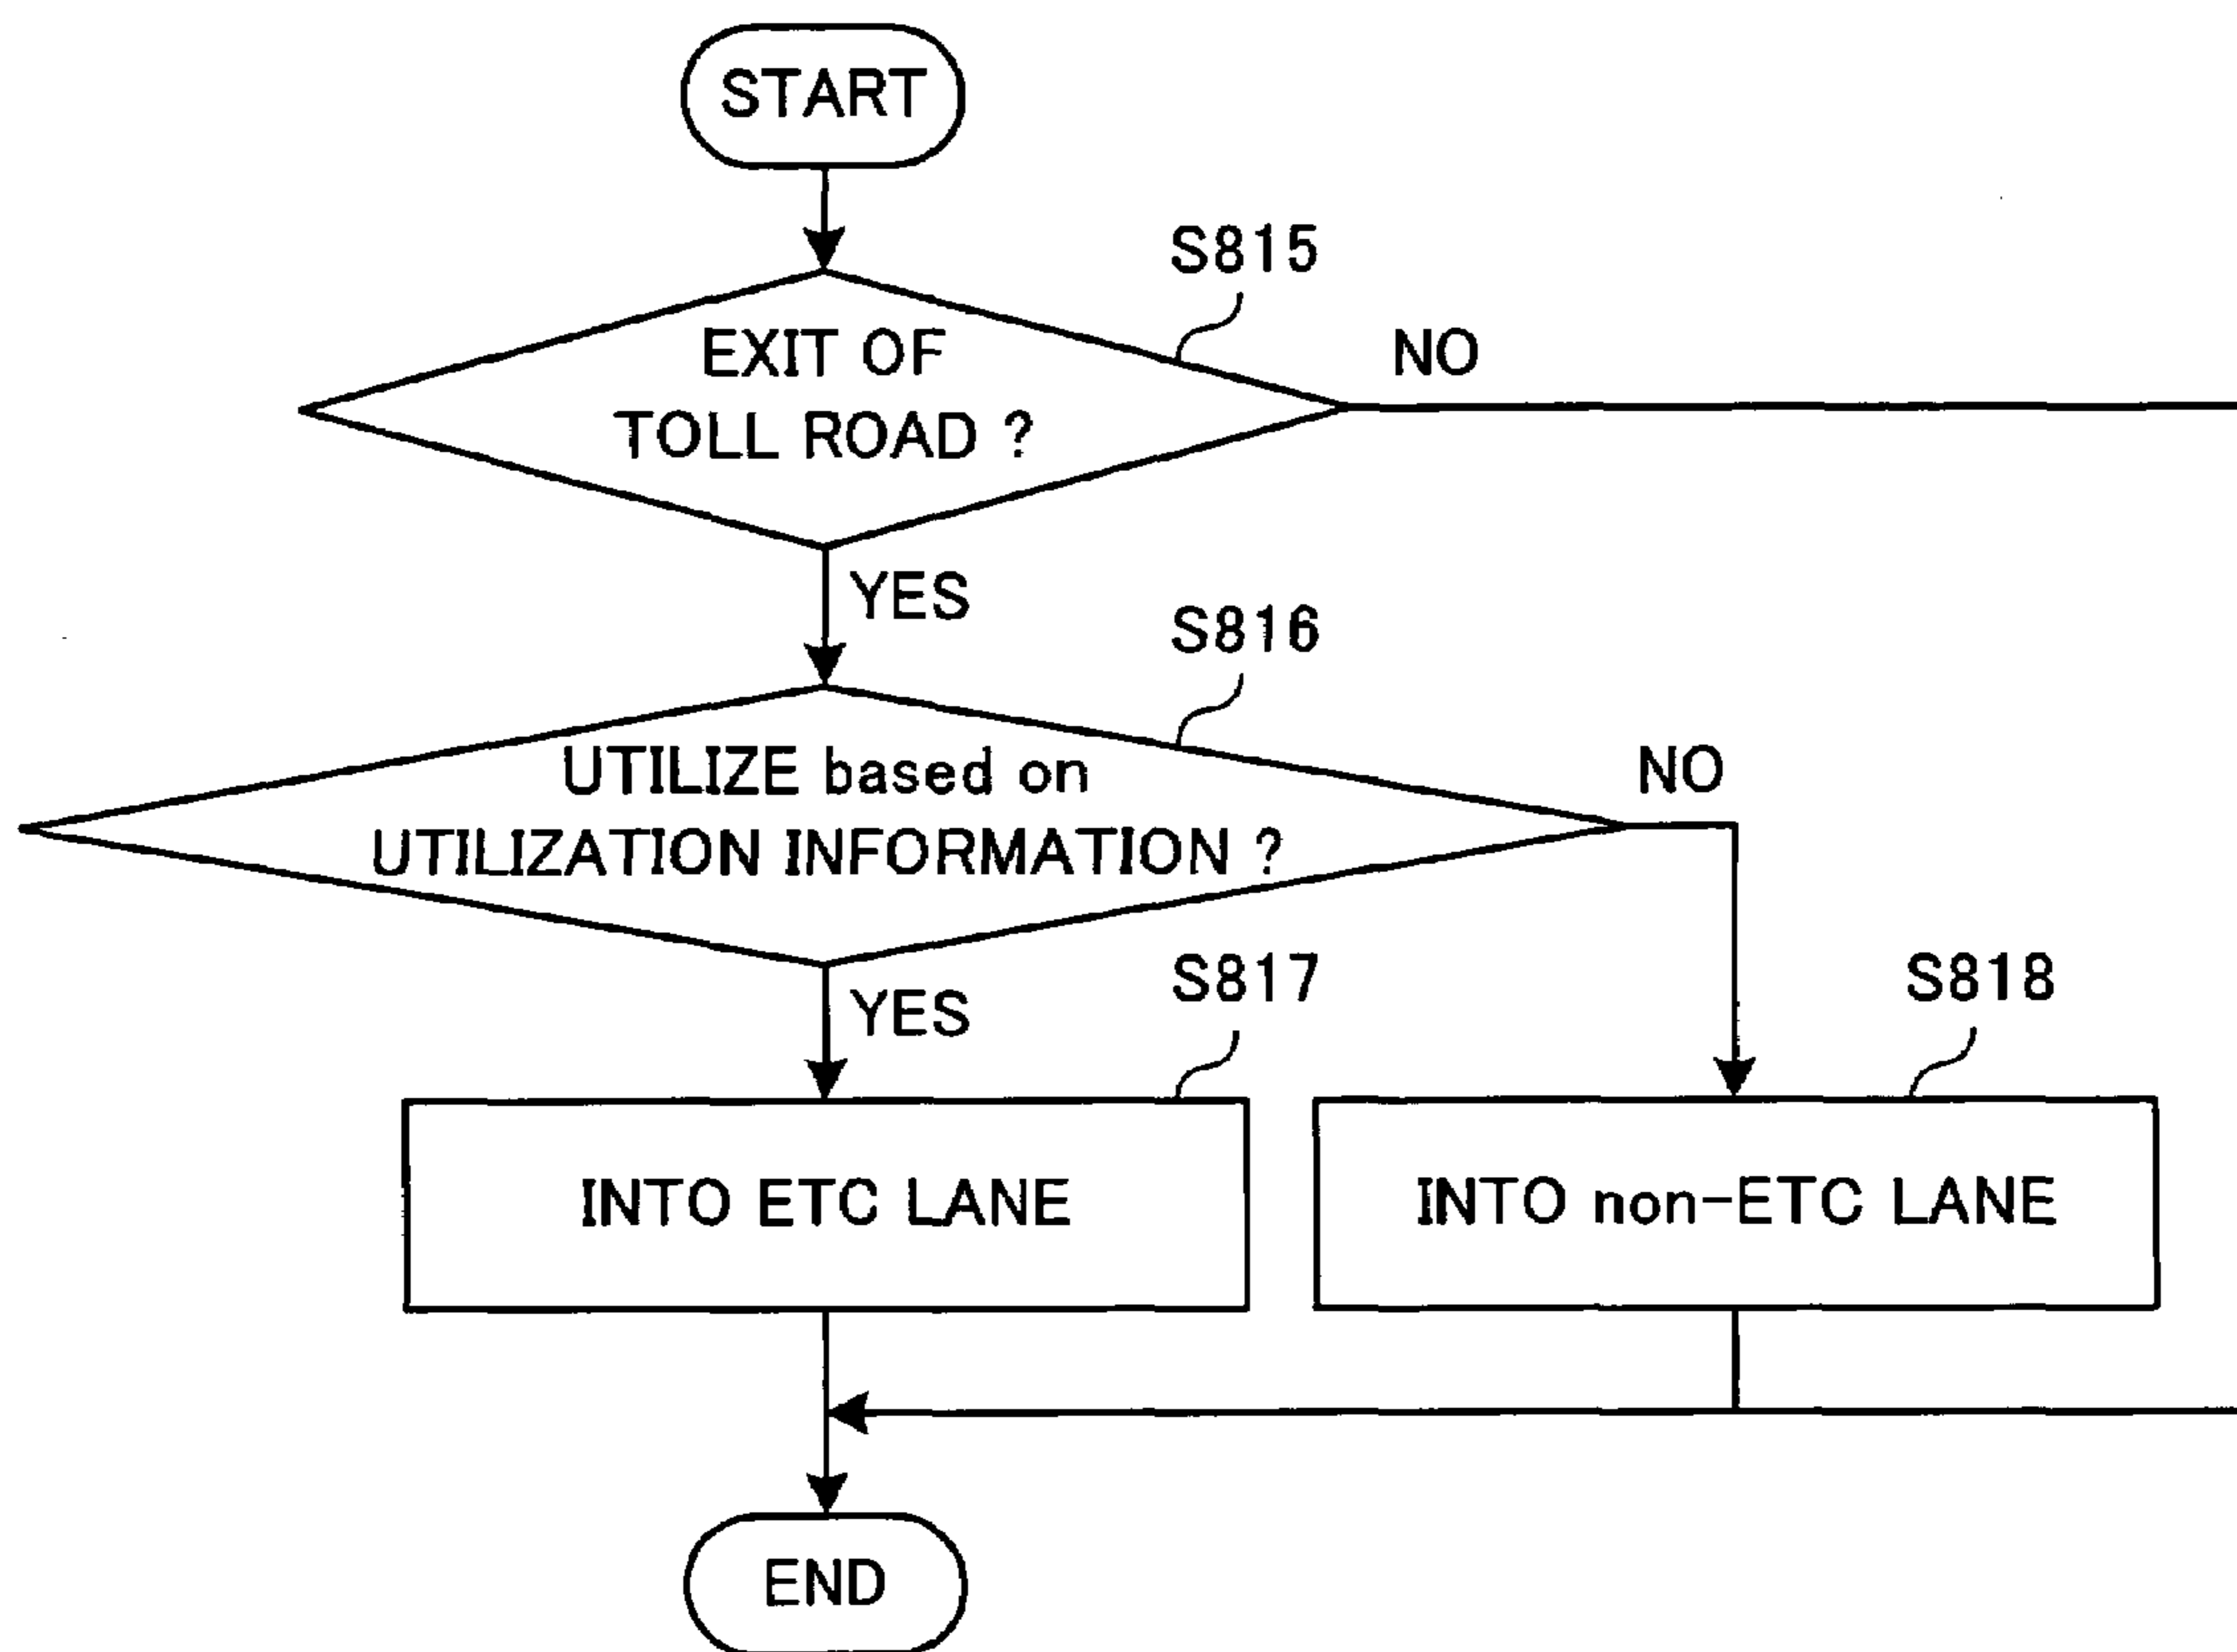 START
S815
EXIT OF
TOLL ROAD ?
NO
YES
S816
UTILIZE based on
UTILIZATION INFORMATION ?
NO
YES
S817
S818
INTO ETC LANE
INTO non-ETC LANE
END